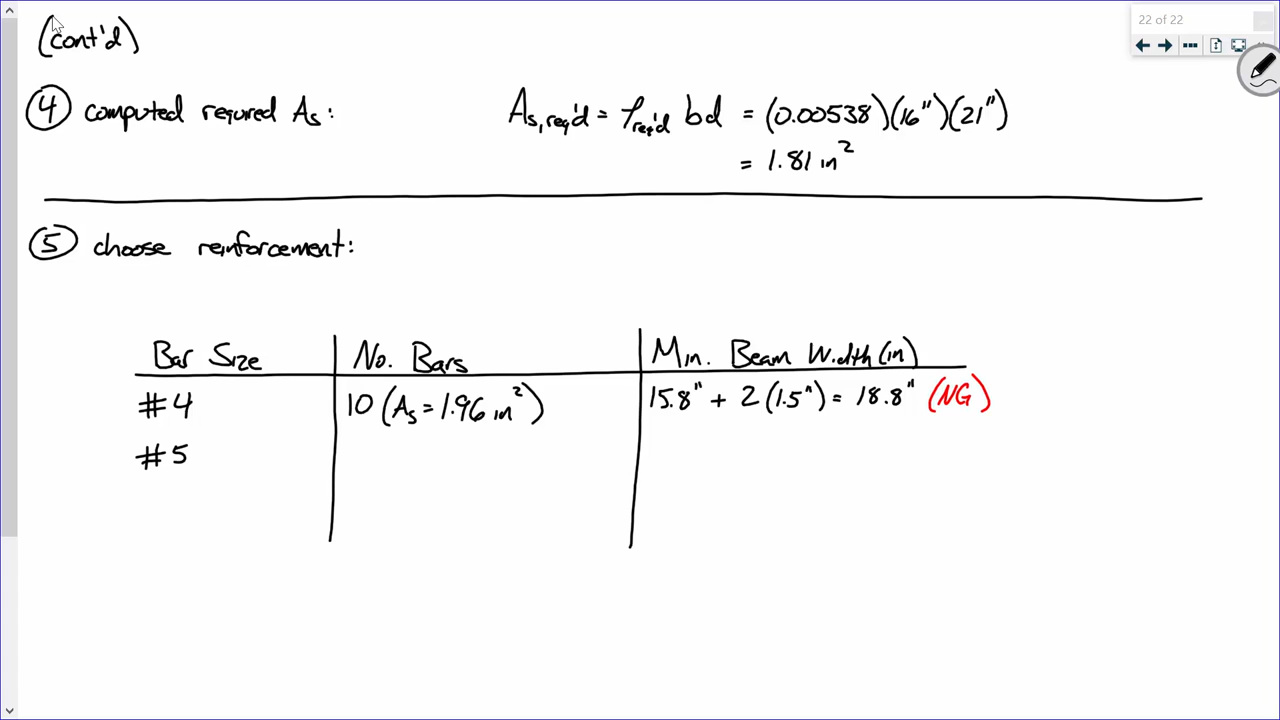 22 of 22
(cont'd)
④ computed required As: As,req'd = ρreq'd bd = (0.00538)(16")(21")
= 1.81 in²
⑤ choose reinforcement:
Bar Size No. Bars Min. Beam Width (in)
#4 10 (As = 1.96 in²) 15.8" + 2 (1.5") = 18.8" (NG)
#5